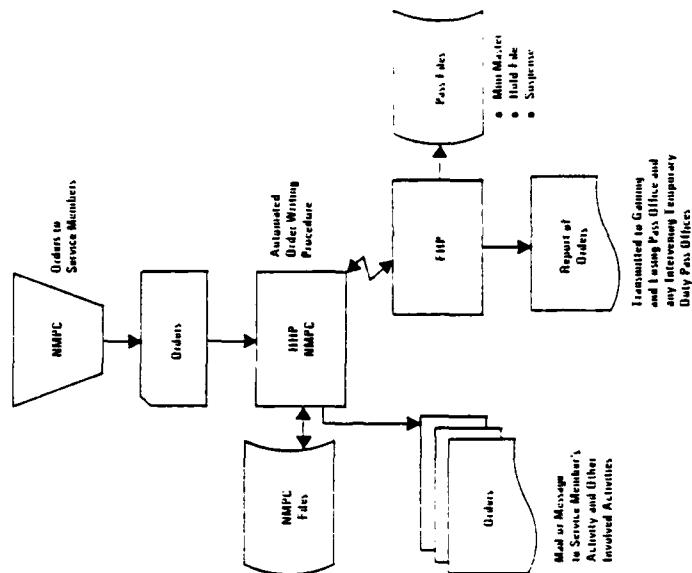 NMPC
Orders to
Service Members
Orders
HHP
NMPC
Automated
Order Writing
Procedure
NMPC
Files
Orders
Mail or Message
to Service Member's
Activity and Other
Involved Activities
FHP
Pass Files
• Mini Master
• Hold File
• Suspense
Report of
Orders
Transmitted to Gaining
and Losing Pass Office and
any Intervening Temporary
Duty Pass Offices